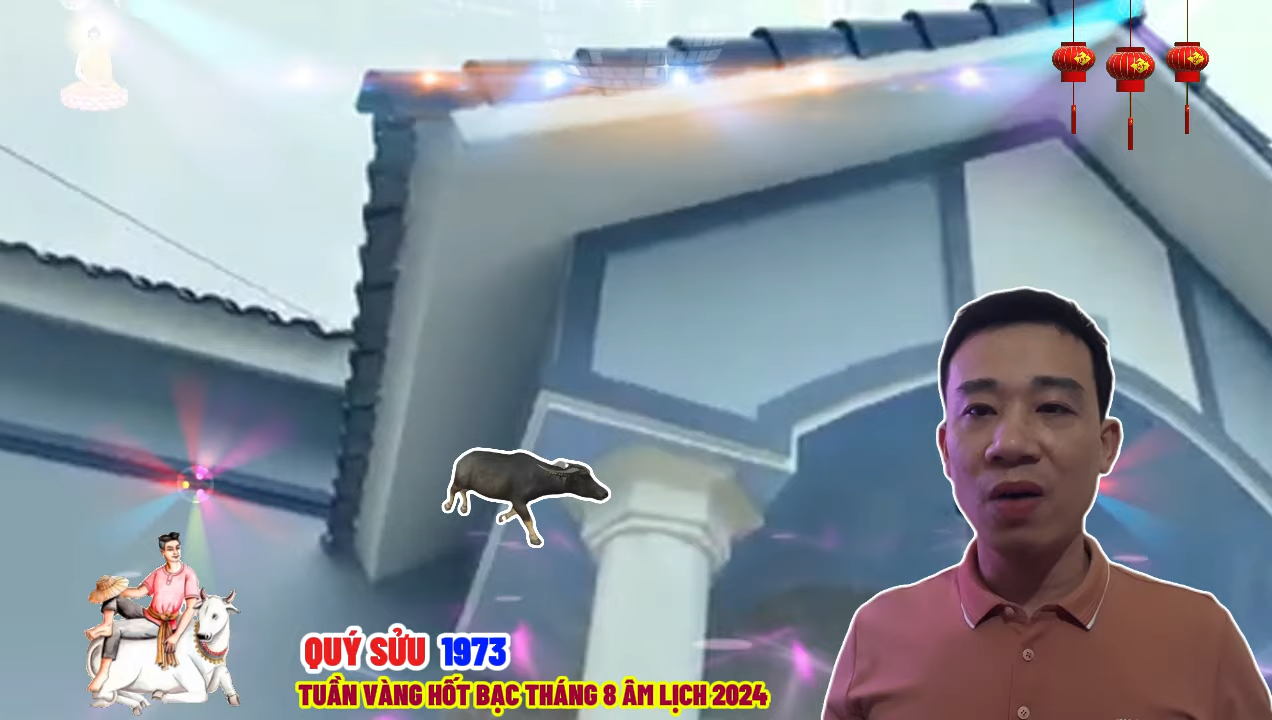 QUÝ SỬU 1973
TUẦN VÀNG HỐT BẠC THÁNG 8 ÂM LỊCH 2024